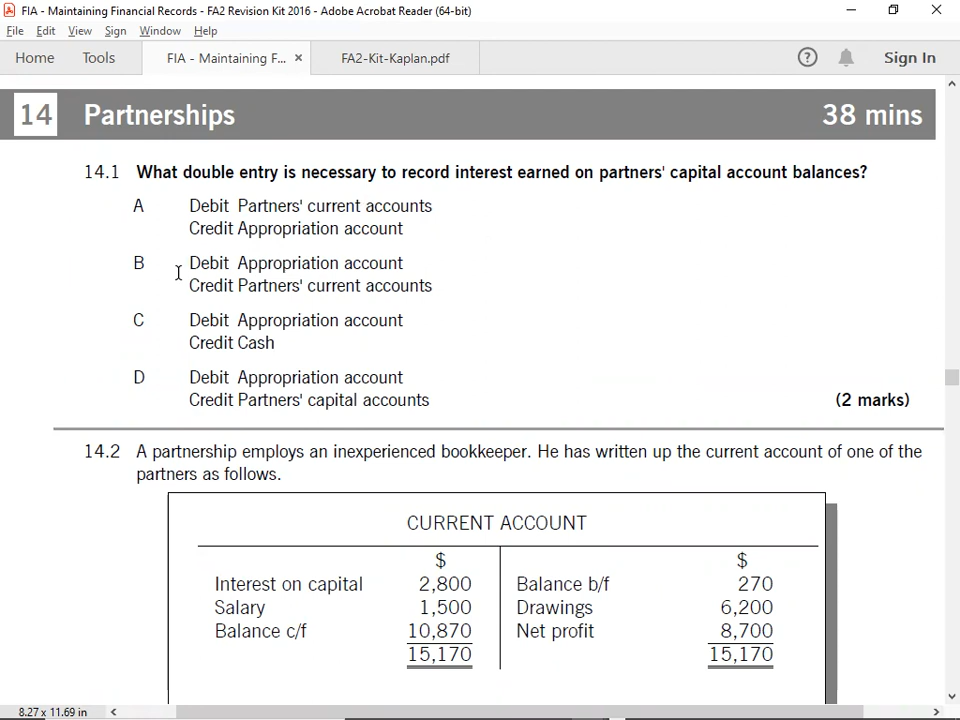 FIA - Maintaining Financial Records - FA2 Revision Kit 2016 - Adobe Acrobat Reader (64-bit)
File Edit View Sign Window Help
Home Tools FIA - Maintaining F... × FA2-Kit-Kaplan.pdf ? Sign In
14 Partnerships 38 mins
14.1 What double entry is necessary to record interest earned on partners' capital account balances?
A Debit Partners' current accounts
Credit Appropriation account
B Debit Appropriation account
Credit Partners' current accounts
C Debit Appropriation account
Credit Cash
D Debit Appropriation account
Credit Partners' capital accounts (2 marks)
14.2 A partnership employs an inexperienced bookkeeper. He has written up the current account of one of the
partners as follows.
CURRENT ACCOUNT
$ $
Interest on capital 2,800 Balance b/f 270
Salary 1,500 Drawings 6,200
Balance c/f 10,870 Net profit 8,700
15,170 15,170
8.27 x 11.69 in